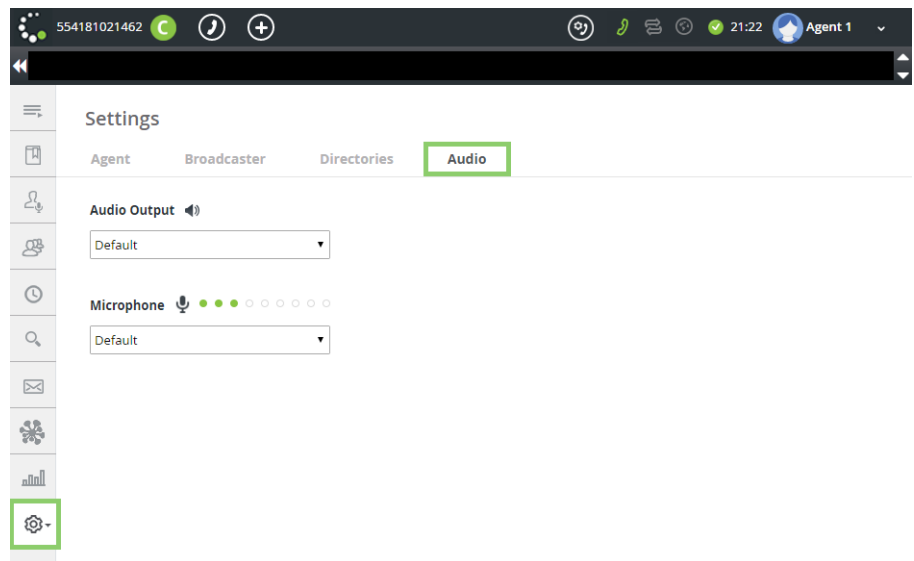 554181021462 C 21:22 Agent 1
Settings
Agent Broadcaster Directories Audio
Audio Output
Default
Microphone
Default